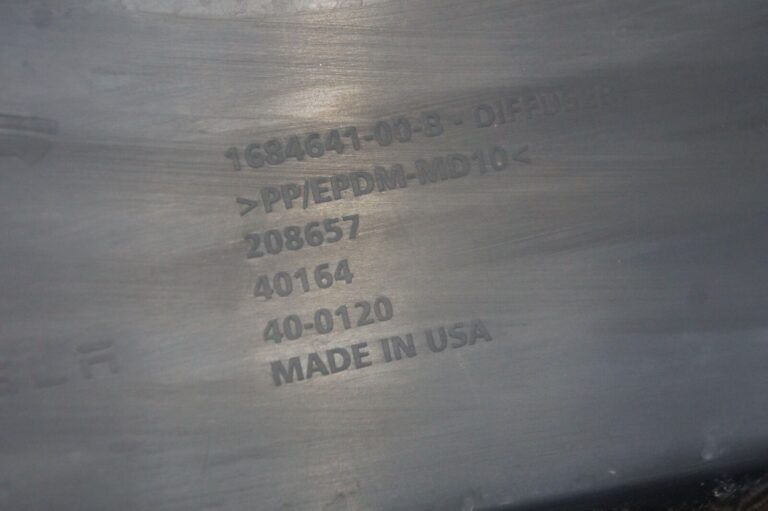 1684641-00-B - DIFFUSER
>PP/EPDM-MD10<
208657
40164
40-0120
MADE IN USA